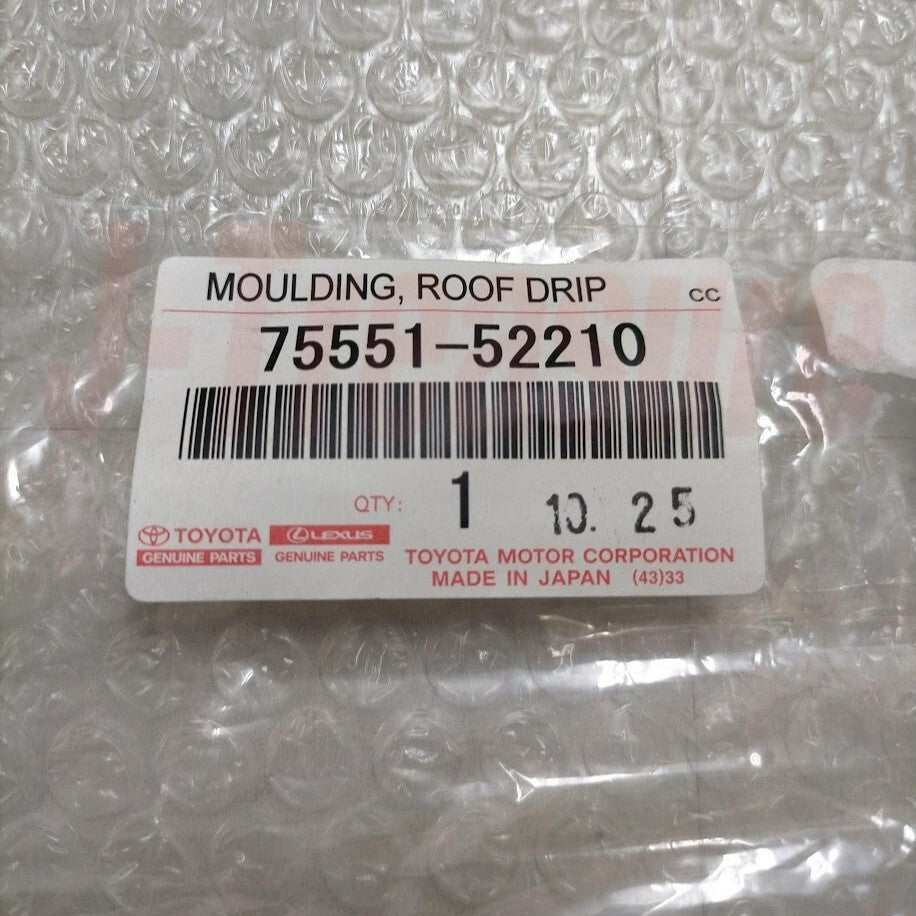 MOULDING, ROOF DRIP CC
75551-52210
QTY: 1 10. 25
TOYOTA LEXUS
GENUINE PARTS GENUINE PARTS
TOYOTA MOTOR CORPORATION
MADE IN JAPAN (43)33